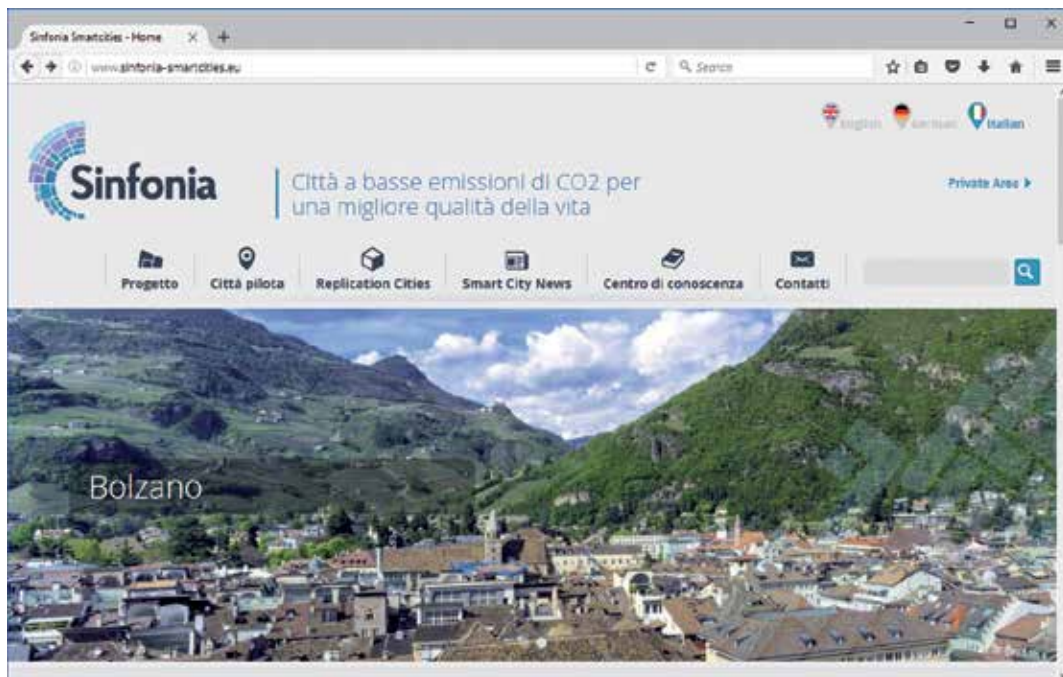 Sinfonia Smartcities - Home
www.sinfonia-smartcities.eu
Search
English German Italian
Sinfonia
Città a basse emissioni di CO2 per
una migliore qualità della vita
Private Area
Progetto Città pilota Replication Cities Smart City News Centro di conoscenza Contatti
Bolzano